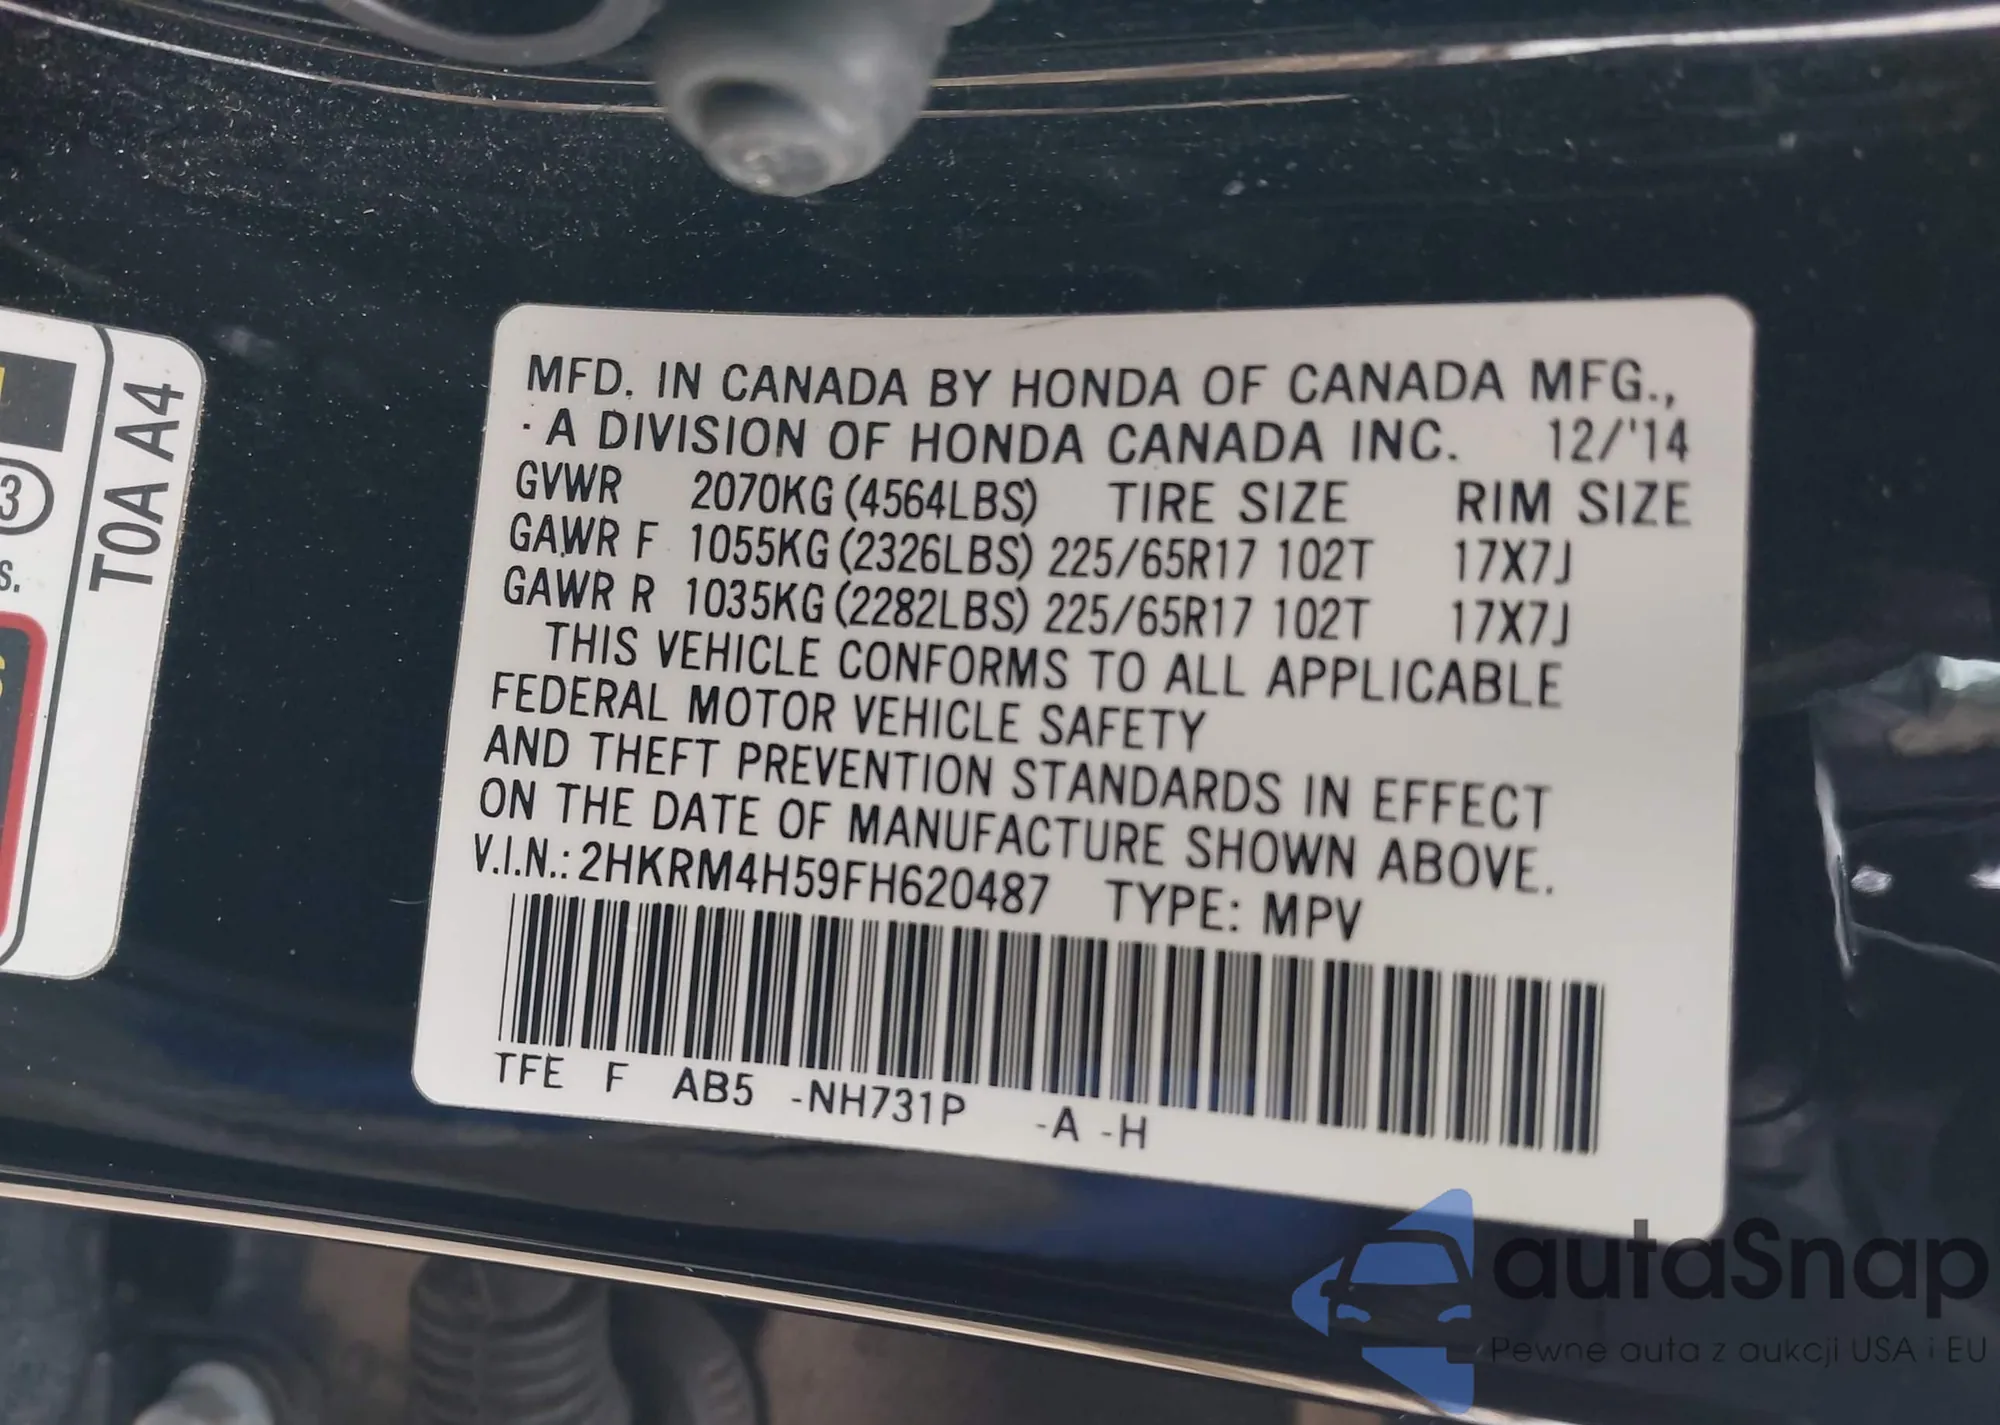 MFD. IN CANADA BY HONDA OF CANADA MFG.,
· A DIVISION OF HONDA CANADA INC. 12/'14
GVWR 2070KG (4564LBS) TIRE SIZE RIM SIZE
GAWR F 1055KG (2326LBS) 225/65R17 102T 17X7J
GAWR R 1035KG (2282LBS) 225/65R17 102T 17X7J
THIS VEHICLE CONFORMS TO ALL APPLICABLE
FEDERAL MOTOR VEHICLE SAFETY
AND THEFT PREVENTION STANDARDS IN EFFECT
ON THE DATE OF MANUFACTURE SHOWN ABOVE.
V.I.N.: 2HKRM4H59FH620487 TYPE: MPV
TFE F AB5 -NH731P -A -H
T0A A4
3
s.
autaSnap
Pewne auta z aukcji USA i EU